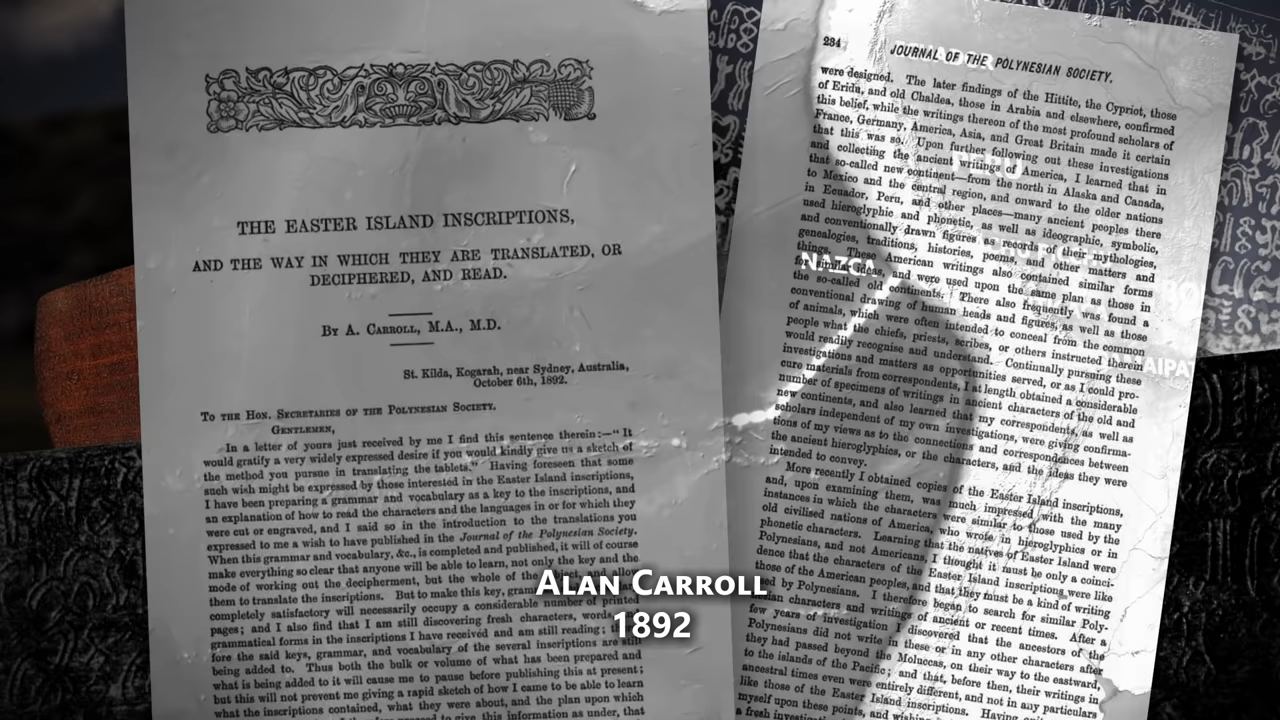 THE EASTER ISLAND INSCRIPTIONS,
AND THE WAY IN WHICH THEY ARE TRANSLATED, OR
DECIPHERED, AND READ.
By A. Carroll, M.A., M.D.
St. Kilda, Kogarah, near Sydney, Australia,
October 6th, 1892.
To the Hon. Secretaries of the Polynesian Society.
Gentlemen,
In a letter of yours just received by me I find this sentence therein:—"It
would gratify a very widely expressed desire if you would kindly give us a sketch of
the method you pursue in translating the tablets." Having foreseen that some
such wish might be expressed by those interested in the Easter Island inscriptions,
I have been preparing a grammar and vocabulary as a key to the inscriptions, and
an explanation of how to read the characters and the languages in or for which they
were cut or engraved, and I said so in the introduction to the translations you
expressed to me a wish to have published in the Journal of the Polynesian Society.
When this grammar and vocabulary, &c., is completed and published, it will of course
make everything so clear that anyone will be able to learn, not only the key and the
mode of working out the decipherment, but the whole of the and allow
them to translate the inscriptions. But to make this key,
completely satisfactory will necessarily occupy a considerable number of printed
pages; and I also find that I am still discovering fresh characters,
grammatical forms in the inscriptions I have received and am still reading;
fore the said keys, grammar, and vocabulary of the several inscriptions are still
being added to. Thus both the bulk or volume of what has been prepared and
what is being added to it will cause me to pause before publishing this at present;
but this will not prevent me giving a rapid sketch of how I came to be able to learn
what the inscriptions contained, what they were about, and the plan upon which
to give this information as under, that
234
JOURNAL OF THE POLYNESIAN SOCIETY.
were designed. The later findings of the Hittite, the Cypriot, those
of Eridu, and old Chaldea, those in Arabia and elsewhere, confirmed
this belief, while the writings thereon of the most profound scholars of
France, Germany, America, Asia, and Great Britain made it certain
that this was so. Upon further following out these investigations
and collecting the ancient writings of America, I learned that in
that so-called new continent—from the north in Alaska and Canada,
to Mexico and the central region, and onward to the older nations
in Ecuador, Peru, and other places—many ancient peoples there
used hieroglyphic and phonetic, as well as ideographic, symbolic,
and conventionally drawn figures as records of their mythologies,
genealogies, traditions, histories, poems, and other matters and
things. These American writings also contained similar forms
for similar ideas, and were used upon the same plan as those in
the so-called old continents. There also frequently was found a
conventional drawing of human heads and figures, as well as those
of animals, which were often intended to conceal from the common
people what the chiefs, priests, scribes, or others instructed therein
would readily recognise and understand. Continually pursuing these
investigations and matters as opportunities served, or as I could pro-
cure materials from correspondents, I at length obtained a considerable
number of specimens of writings in ancient characters of the old and
new continents, and also learned that my correspondents, as well as
scholars independent of my own investigations, were giving confirma-
tions of my views as to the connections and correspondences between
the ancient hieroglyphics, or the characters, and the ideas they were
intended to convey.
More recently I obtained copies of the Easter Island inscriptions,
and, upon examining them, was much impressed with the many
instances in which the characters were similar to those used by the
old civilised nations of America, who wrote in hieroglyphics or in
phonetic characters. Learning that the natives of Easter Island were
Polynesians, and not Americans, I thought it must be only a coinci-
dence that the characters of the Easter Island inscriptions were like
those of the American peoples, and that they must be a kind of writing
used by Polynesians. I therefore began to search for similar Poly-
nesian characters and writings of ancient or recent times. After a
few years of investigation I discovered that the ancestors of the
Polynesians did not write in these or in any other characters after
they had passed beyond the Moluccas, on their way to the eastward,
to the islands of the Pacific; and that, before then, their writings in
ancestral times even were entirely different, and not in any particulars
like those of the Easter Island inscriptions. Having
myself upon these points, and
a fresh
PERU
NAZCA
Alan Carroll
1892